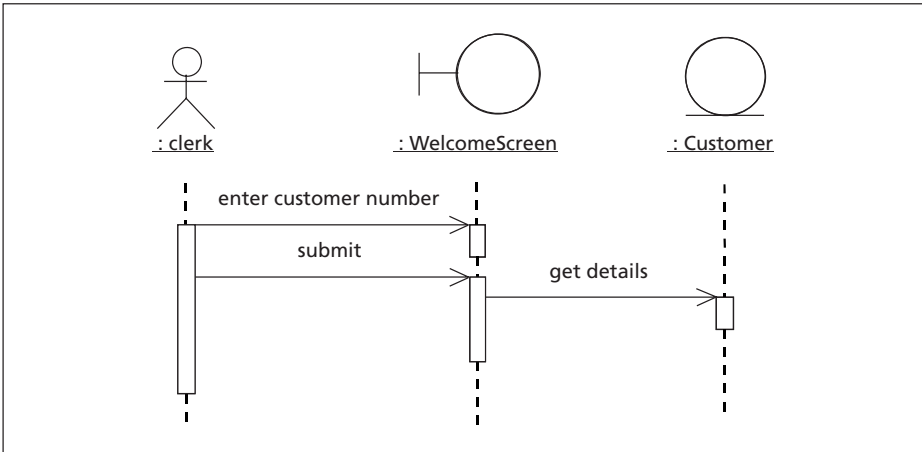 : clerk
: WelcomeScreen
: Customer
enter customer number
submit
get details